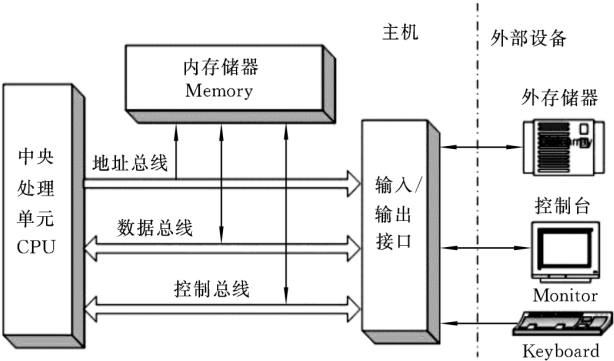 主机
外部设备
内存储器
Memory
外存储器
中央
处理
单元
CPU
地址总线
数据总线
控制总线
输入/
输出
接口
控制台
Monitor
Keyboard